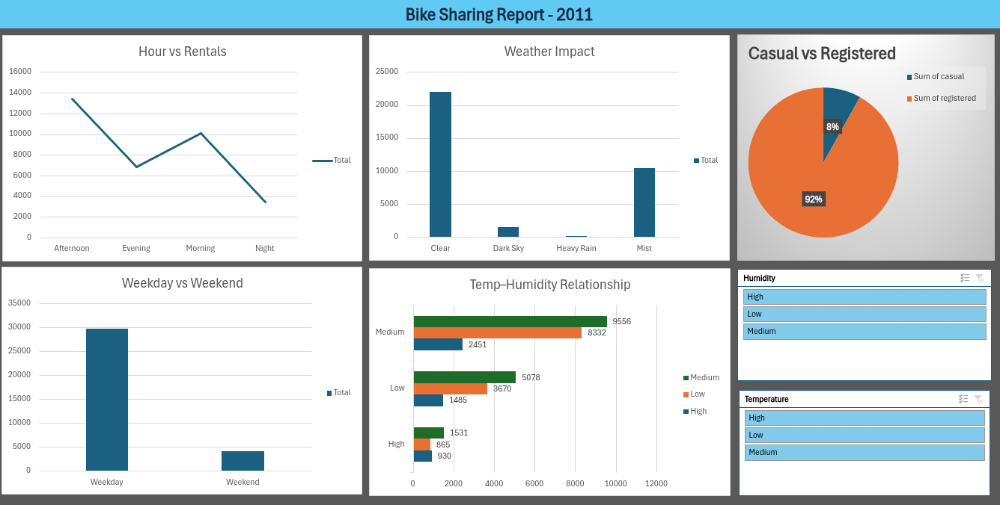 Bike Sharing Report - 2011
Hour vs Rentals
16000
14000
12000
10000
8000
6000
4000
2000
0
Afternoon Evening Morning Night
Total
Weather Impact
25000
20000
15000
10000
5000
0
Clear Dark Sky Heavy Rain Mist
Total
Casual vs Registered
Sum of casual
Sum of registered
8%
92%
Weekday vs Weekend
35000
30000
25000
20000
15000
10000
5000
0
Weekday Weekend
Total
Temp–Humidity Relationship
9556
Medium 8332
2451
5078
Low 3670
1485
1531
High 865
930
0 2000 4000 6000 8000 10000 12000
Medium
Low
High
Humidity
High
Low
Medium
Temperature
High
Low
Medium